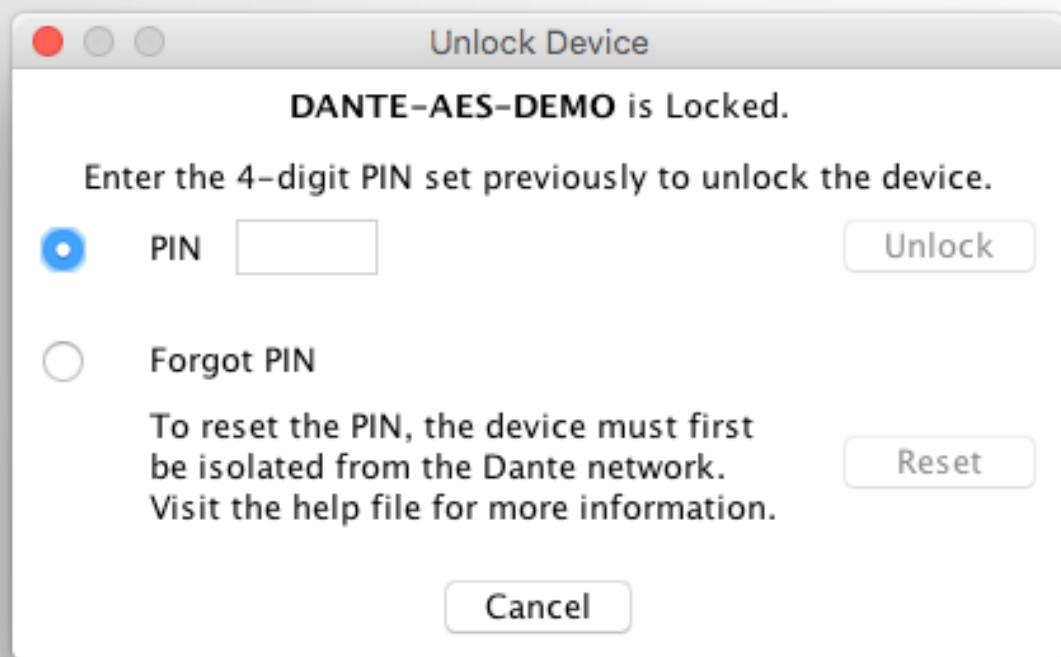 Unlock Device
DANTE-AES-DEMO is Locked.
Enter the 4-digit PIN set previously to unlock the device.
PIN
Unlock
Forgot PIN
To reset the PIN, the device must first
be isolated from the Dante network.
Reset
Visit the help file for more information.
Cancel